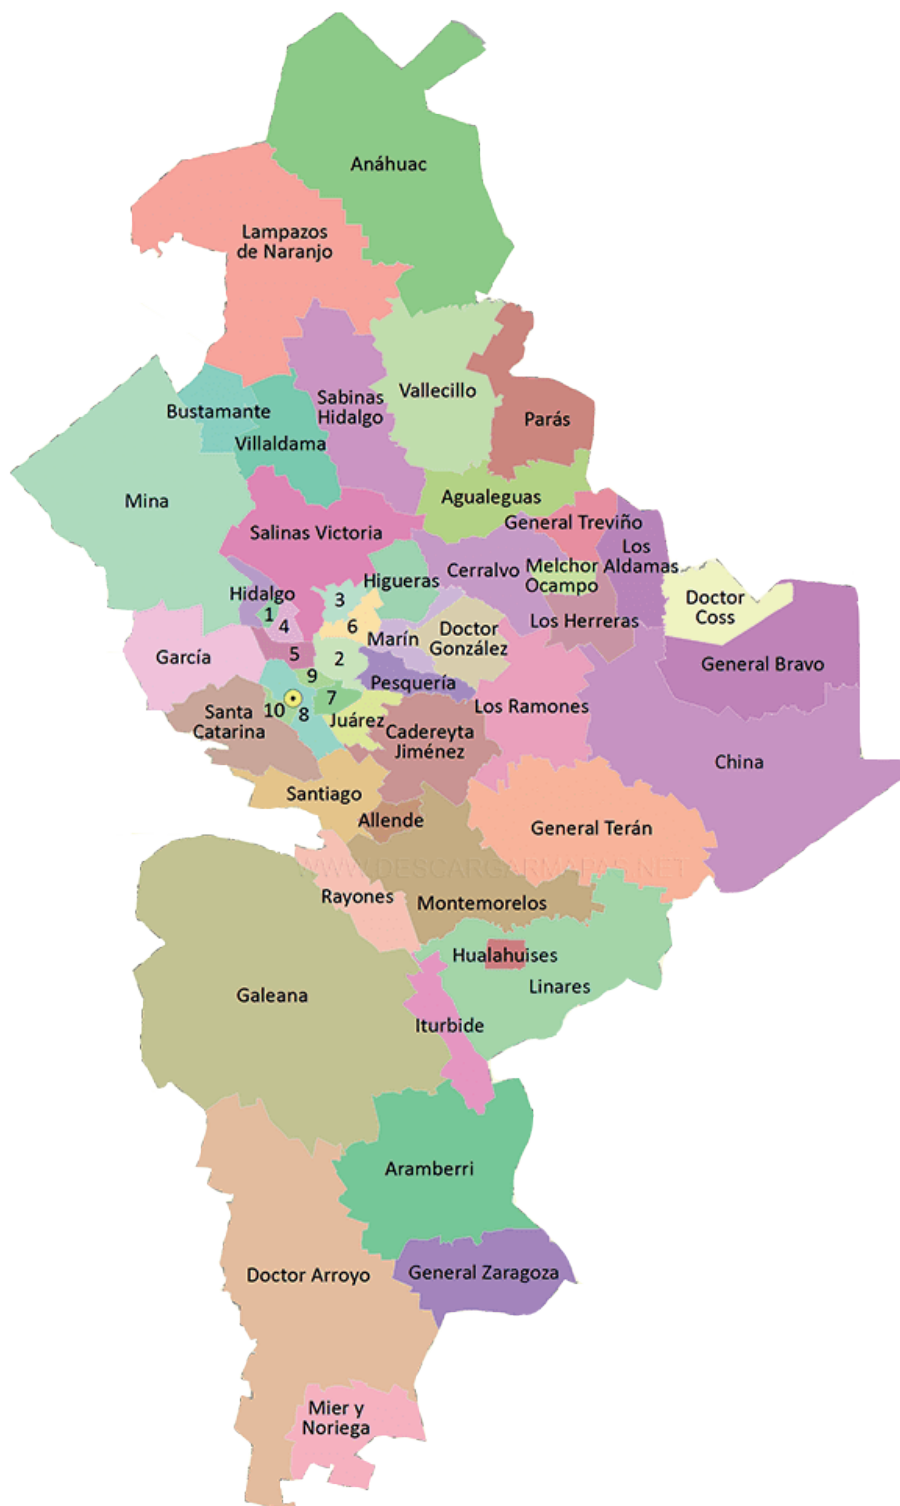 Anáhuac
Lampazos
de Naranjo
Vallecillo
Sabinas
Hidalgo
Bustamante
Parás
Villaldama
Mina
Agualeguas
Salinas Victoria
General Treviño
Los
Aldamas
Cerralvo
Melchor
Ocampo
Higueras
Hidalgo
3
Doctor
Coss
1
4
6
Los Herreras
Marín
Doctor
González
García
5
2
General Bravo
9
Pesquería
7
10
8
Juárez
Los Ramones
Santa
Catarina
Cadereyta
Jiménez
China
Santiago
Allende
General Terán
WWW.DESCARGARMAPAS.NET
Rayones
Montemorelos
Hualahuises
Linares
Galeana
Iturbide
Aramberri
Doctor Arroyo
General Zaragoza
Mier y
Noriega